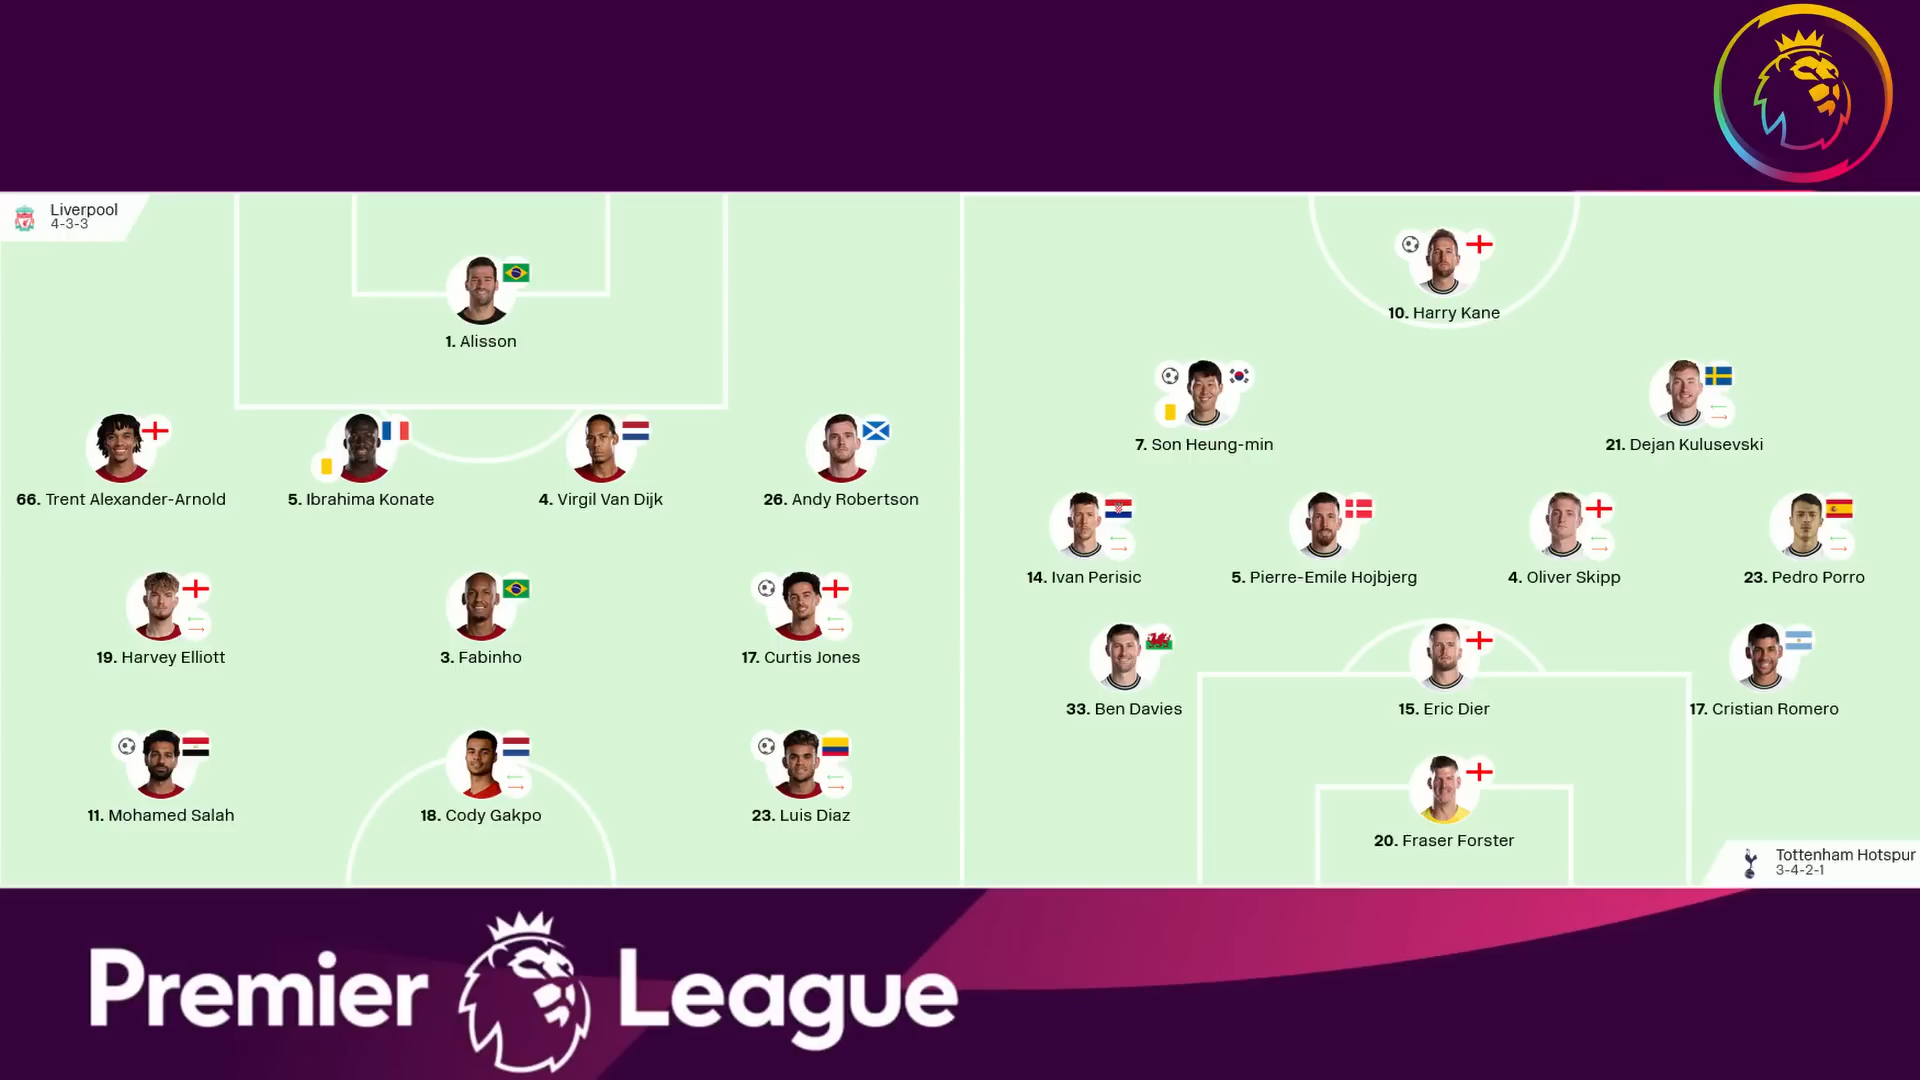 Liverpool
4-3-3
1. Alisson
66. Trent Alexander-Arnold
5. Ibrahima Konate
4. Virgil Van Dijk
26. Andy Robertson
19. Harvey Elliott
3. Fabinho
17. Curtis Jones
11. Mohamed Salah
18. Cody Gakpo
23. Luis Diaz
10. Harry Kane
7. Son Heung-min
21. Dejan Kulusevski
14. Ivan Perisic
5. Pierre-Emile Hojbjerg
4. Oliver Skipp
23. Pedro Porro
33. Ben Davies
15. Eric Dier
17. Cristian Romero
20. Fraser Forster
Tottenham Hotspur
3-4-2-1
Premier League